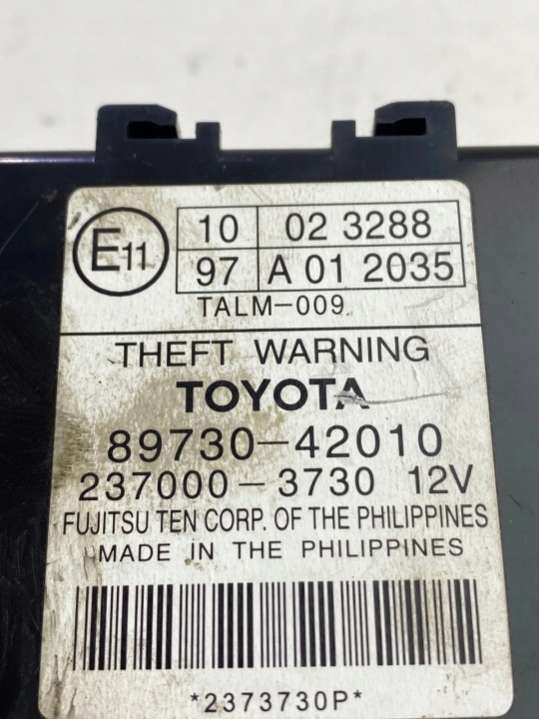 E11
10 02 3288
97 A 01 2035
TALM-009
THEFT WARNING
TOYOTA
89730-42010
237000-3730 12V
FUJITSU TEN CORP. OF THE PHILIPPINES
MADE IN THE PHILIPPINES
*2373730P*